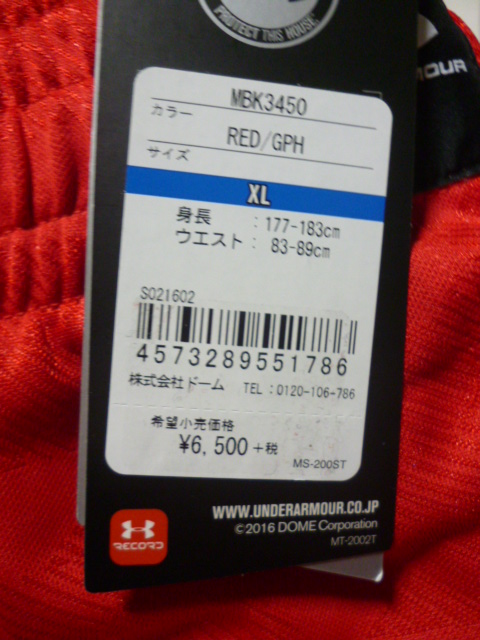 PROTECT THIS HOUSE.
MOUR
MBK3450
カラー
RED/GPH
サイズ
XL
身長 : 177-183cm
ウエスト : 83-89cm
S021602
4573289551786
株式会社ドーム TEL:0120-106-786
希望小売価格
¥6,500+税
MS-200ST
WWW.UNDERARMOUR.CO.JP
©2016 DOME Corporation
MT-2002T
RECORD